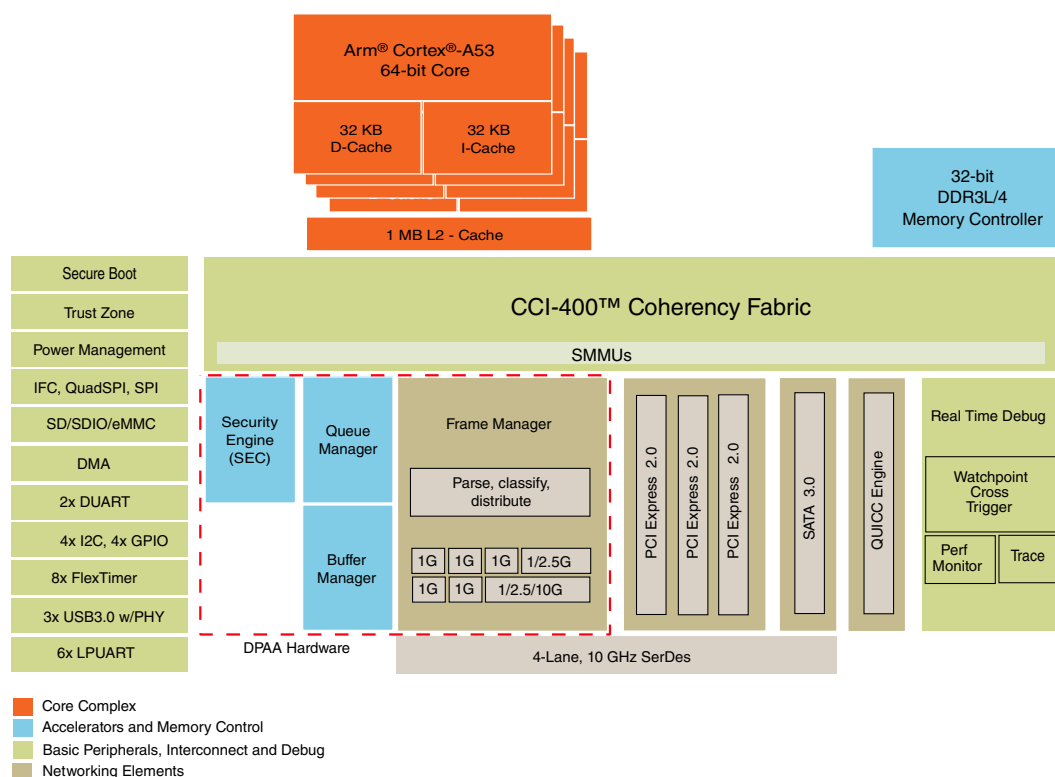 Arm® Cortex®-A53
64-bit Core
32 KB
D-Cache
32 KB
I-Cache
1 MB L2 - Cache
32-bit
DDR3L/4
Memory Controller
Secure Boot
Trust Zone
Power Management
IFC, QuadSPI, SPI
SD/SDIO/eMMC
DMA
2x DUART
4x I2C, 4x GPIO
8x FlexTimer
3x USB3.0 w/PHY
6x LPUART
CCI-400™ Coherency Fabric
SMMUs
Security
Engine
(SEC)
Queue
Manager
Buffer
Manager
Frame Manager
Parse, classify,
distribute
1G
1G
1G
1/2.5G
1G
1G
1/2.5/10G
DPAA Hardware
PCI Express 2.0
PCI Express 2.0
PCI Express 2.0
SATA 3.0
QUICC Engine
Real Time Debug
Watchpoint
Cross
Trigger
Perf
Monitor
Trace
4-Lane, 10 GHz SerDes
Core Complex
Accelerators and Memory Control
Basic Peripherals, Interconnect and Debug
Networking Elements